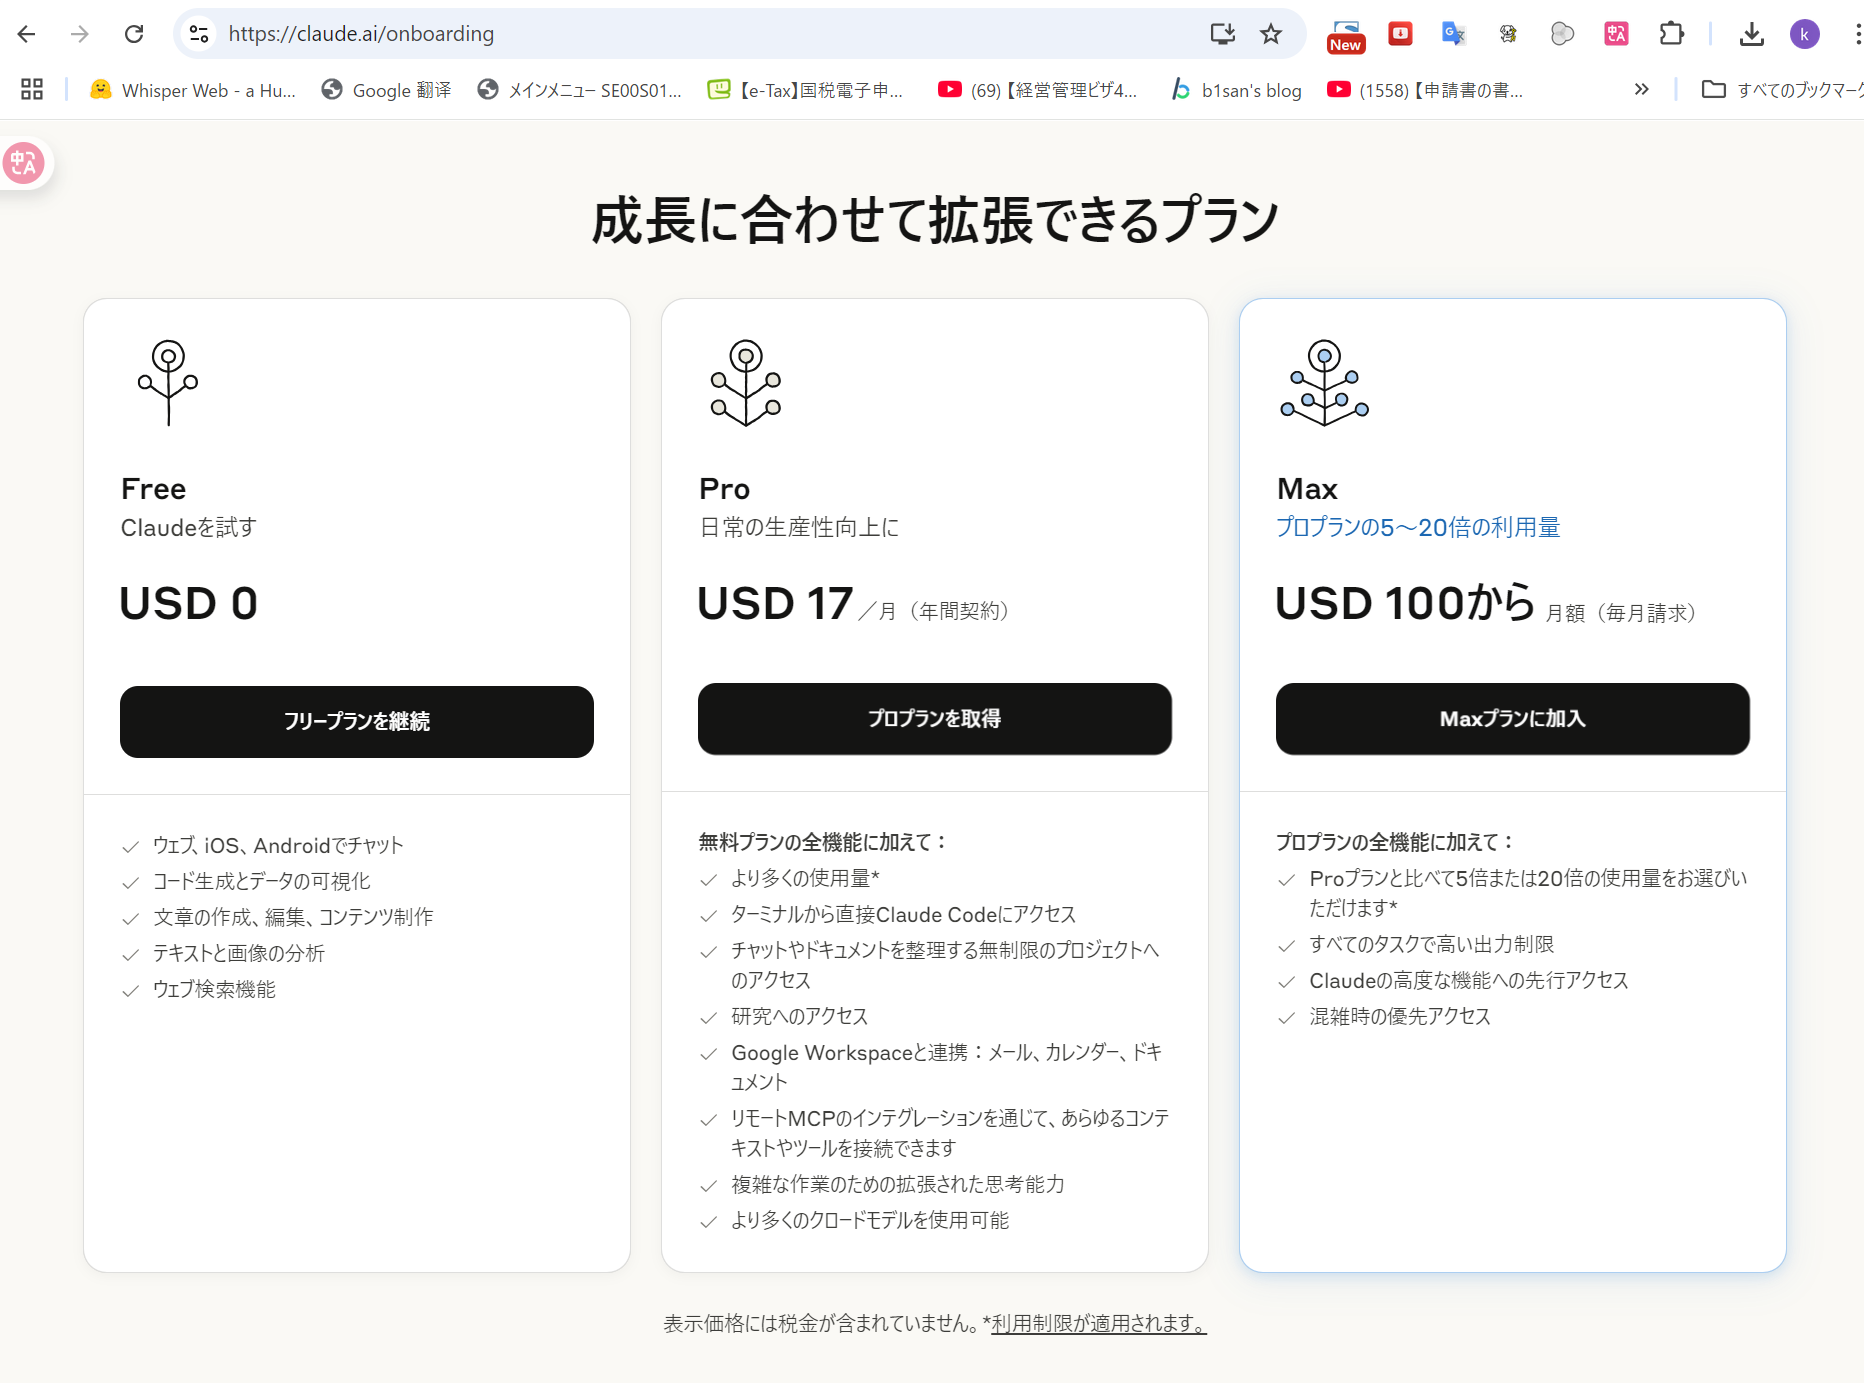 https://claude.ai/onboarding
New
k
Whisper Web - a Hu...
Google 翻译
メインメニュー SE00S01...
【e-Tax】国税電子申...
(69) 【経営管理ビザ4...
b1san's blog
(1558) 【申請書の書...
»
すべてのブックマーク
成長に合わせて拡張できるプラン
Free
Claudeを試す
USD 0
フリープランを継続
ウェブ、iOS、Androidでチャット
コード生成とデータの可視化
文章の作成、編集、コンテンツ制作
テキストと画像の分析
ウェブ検索機能
Pro
日常の生産性向上に
USD 17／月（年間契約）
プロプランを取得
無料プランの全機能に加えて：
より多くの使用量*
ターミナルから直接Claude Codeにアクセス
チャットやドキュメントを整理する無制限のプロジェクトへ
のアクセス
研究へのアクセス
Google Workspaceと連携：メール、カレンダー、ドキ
ュメント
リモートMCPのインテグレーションを通じて、あらゆるコンテ
キストやツールを接続できます
複雑な作業のための拡張された思考能力
より多くのクロードモデルを使用可能
Max
プロプランの5～20倍の利用量
USD 100から 月額（毎月請求）
Maxプランに加入
プロプランの全機能に加えて：
Proプランと比べて5倍または20倍の使用量をお選びい
ただけます*
すべてのタスクで高い出力制限
Claudeの高度な機能への先行アクセス
混雑時の優先アクセス
表示価格には税金が含まれていません。*利用制限が適用されます。